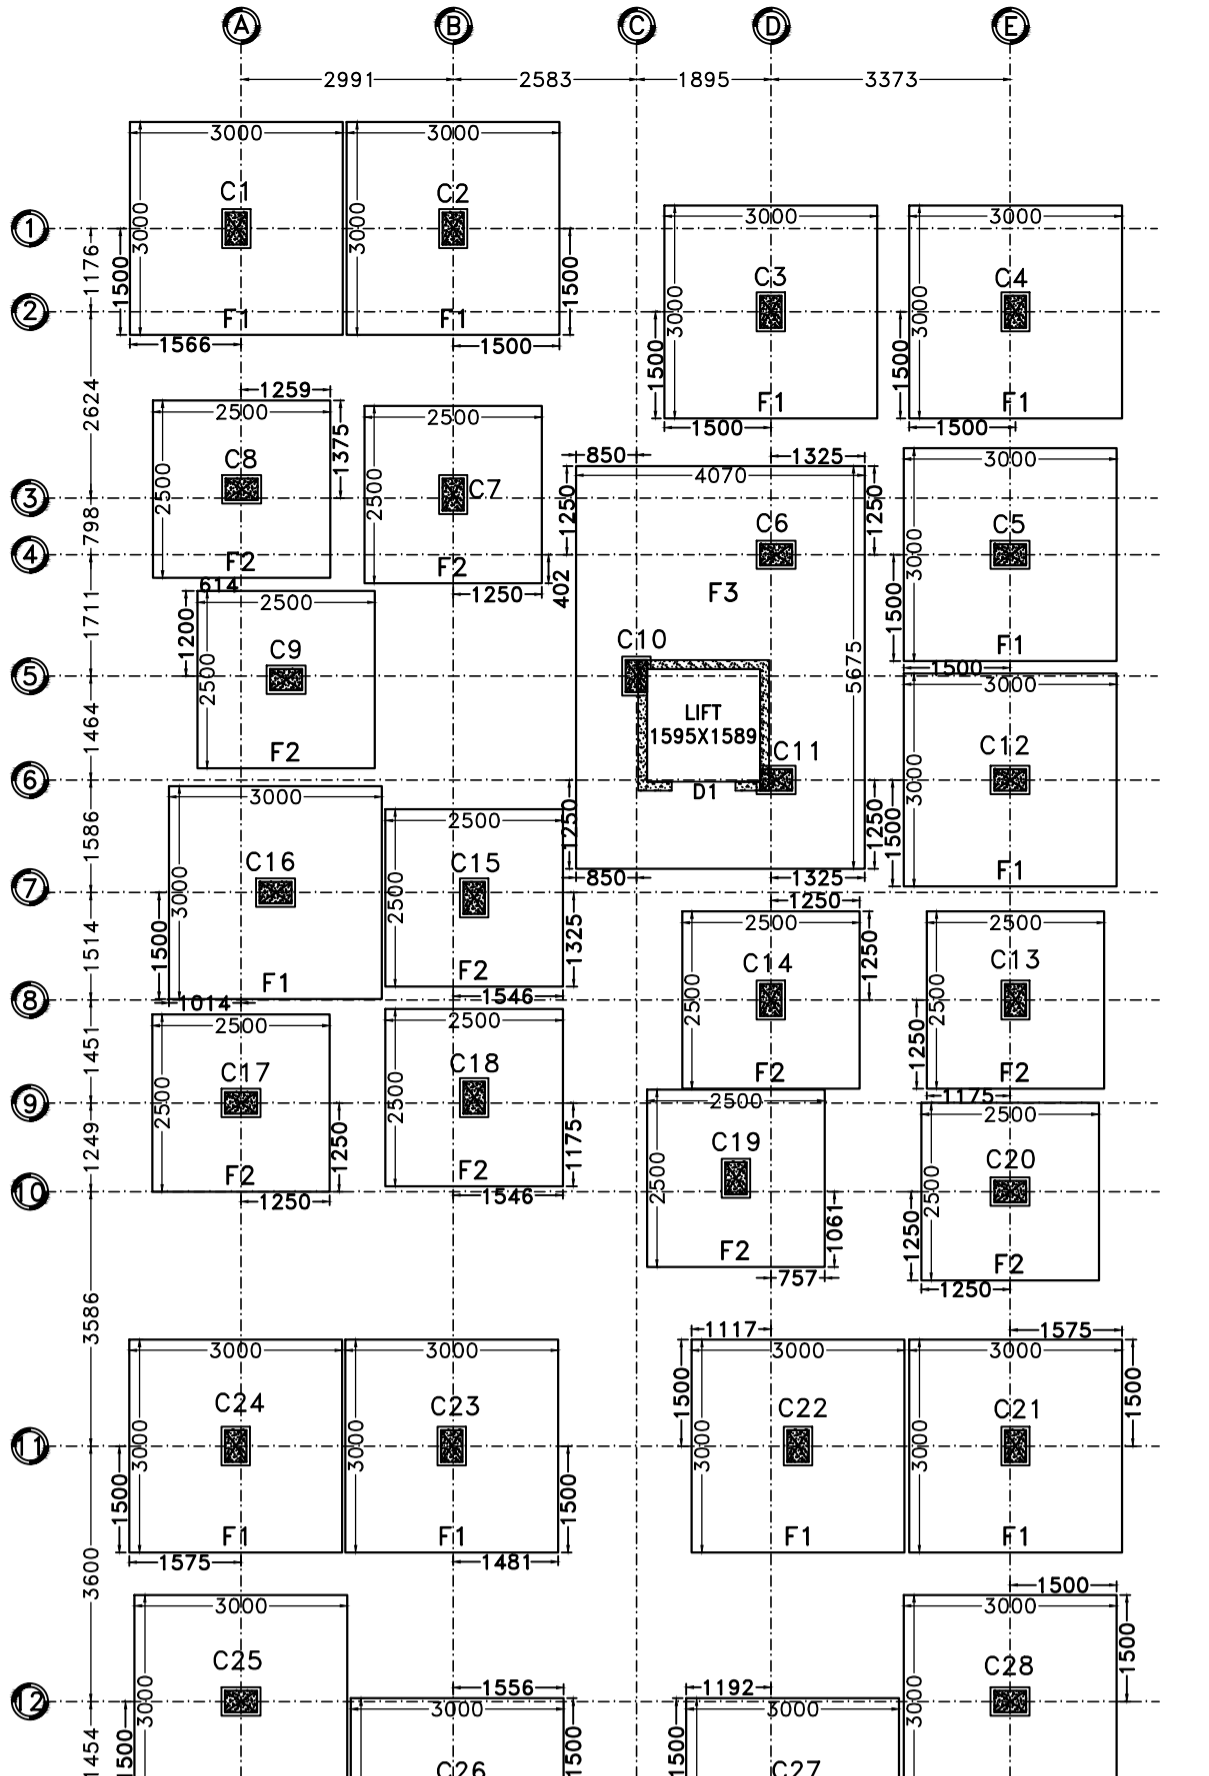 A B C D E
2991 2583 1895 3373
3000 3000
C1 C2
3000 3000
1 1176 1500 1500
F1 F1
1566 1500
3000 3000
C3 C4
3000 3000
2 1500 1500
F1 F1
1500 1500
2624
1259
2500 2500
C8 1375 C7
2500 2500
3 798
F2 F2
614 1250 402
850 1325
4070
1250 1250
C6
F3
C10
5675
LIFT
1595X1589
C11
D1
1250 1250
850 1325
3000
C5
3000
4 1500
F1
1500
1711
1200 2500
C9
2500
F2
5 1464
3000
C12
3000
1500
F1
6 1586
3000 2500
C16 C15
3000 2500
7 1500 1325
F1 F2
1014 1546
1514
1250
2500 2500
C14 1250 C13
2500 2500
1250
F2 F2
1175
8 1451
2500 2500
C17 C18
2500 2500
9 1250 1175
F2 F2
1250 1546
1249
2500 2500
C19 C20
2500 2500
1061 1250
F2 F2
757 1250
10 3586
1117 1575
3000 3000 3000 3000
1500 1500
C24 C23 C22 C21
3000 3000 3000 3000
11 1500 1500
F1 F1 F1 F1
1575 1481
3600
1500
3000 3000
1500
C25 C28
3000 3000
12 1556 1192
3000 3000
1454 1500 1500 1500
C26 C27